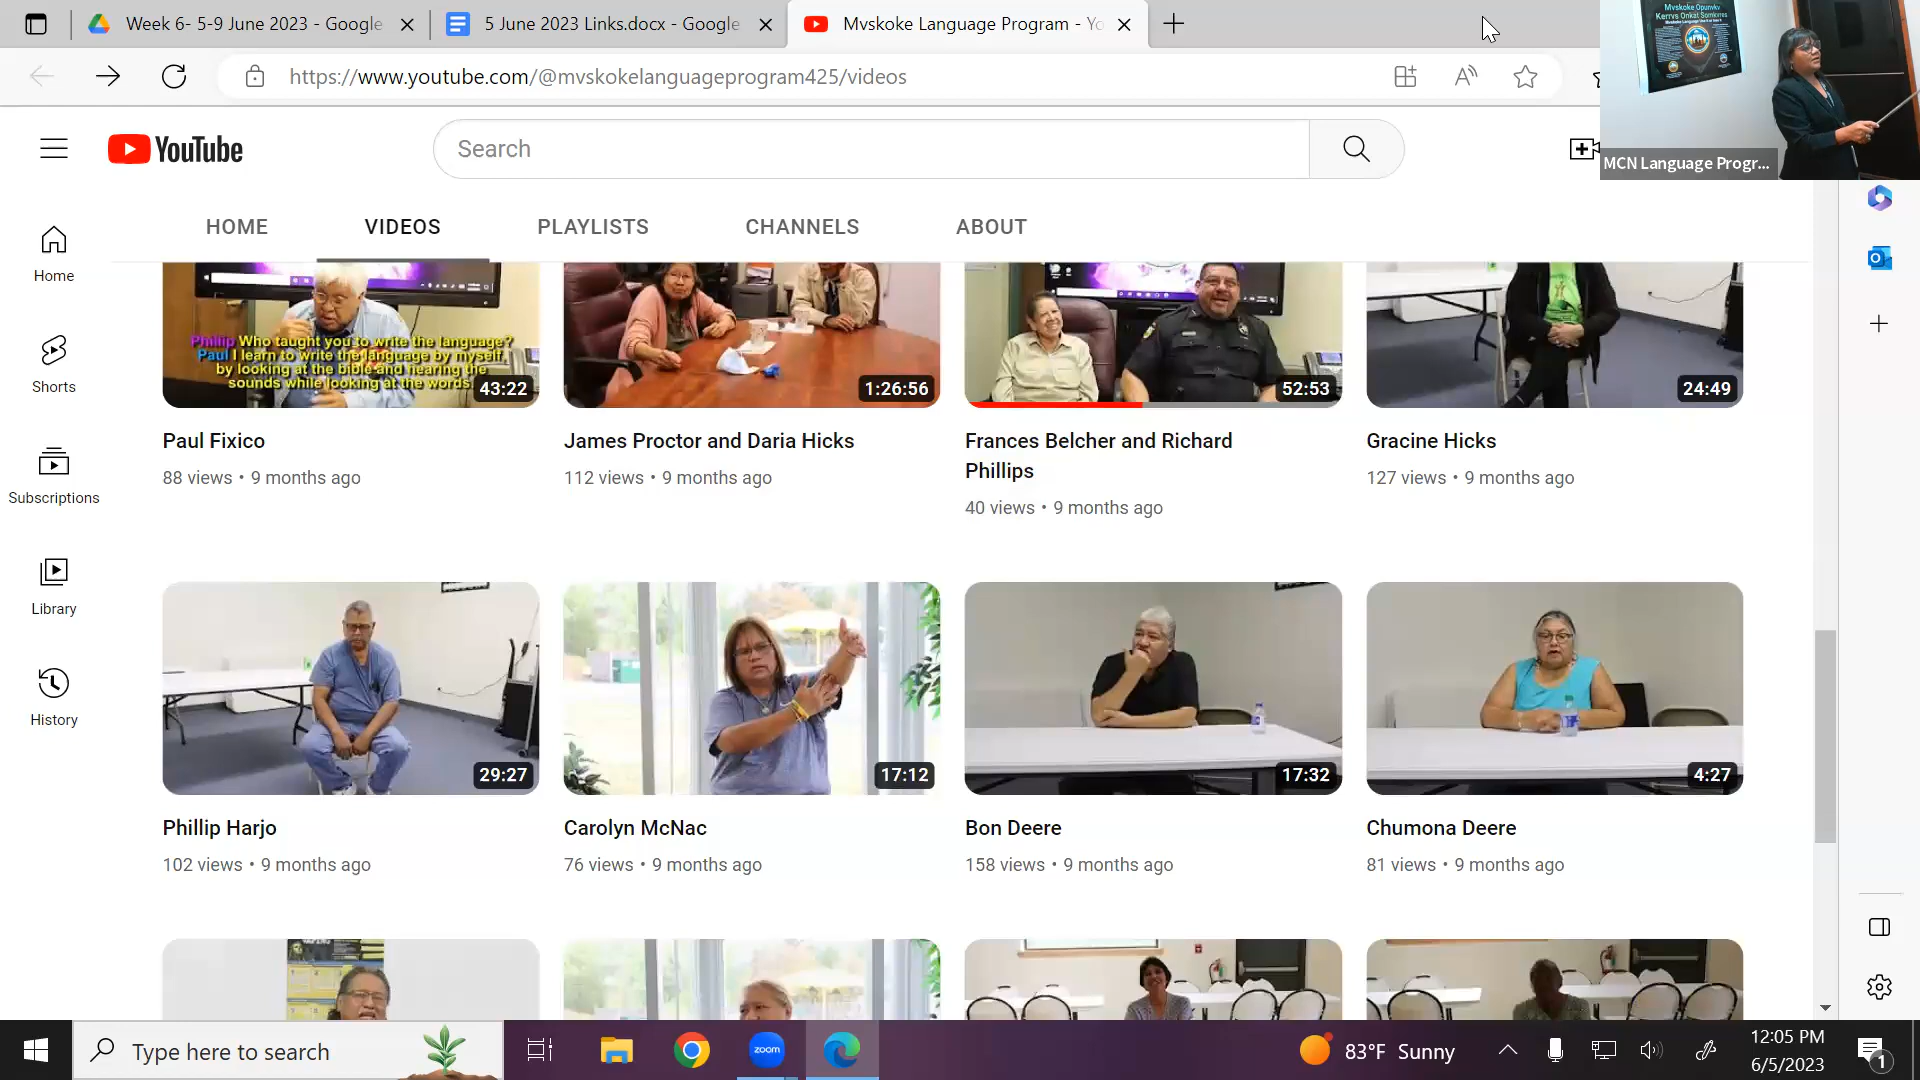 Week 6- 5-9 June 2023 - Google
5 June 2023 Links.docx - Google
Mvskoke Language Program - Yo
https://www.youtube.com/@mvskokelanguageprogram425/videos
Mvskoke Opunvkv
Kerrvs Onkat Somkirres
MCN Language Progr...
YouTube
Search
HOME VIDEOS PLAYLISTS CHANNELS ABOUT
Home
Shorts
Subscriptions
Library
History
Phillip Who taught you to write the language?
Paul I learn to write the language by myself,
by looking at the bible and hearing the
sounds while looking at the words.
43:22
1:26:56
52:53
24:49
Paul Fixico
88 views • 9 months ago
James Proctor and Daria Hicks
112 views • 9 months ago
Frances Belcher and Richard
Phillips
40 views • 9 months ago
Gracine Hicks
127 views • 9 months ago
29:27
17:12
17:32
4:27
Phillip Harjo
102 views • 9 months ago
Carolyn McNac
76 views • 9 months ago
Bon Deere
158 views • 9 months ago
Chumona Deere
81 views • 9 months ago
Type here to search
zoom
83°F Sunny
12:05 PM
6/5/2023
1